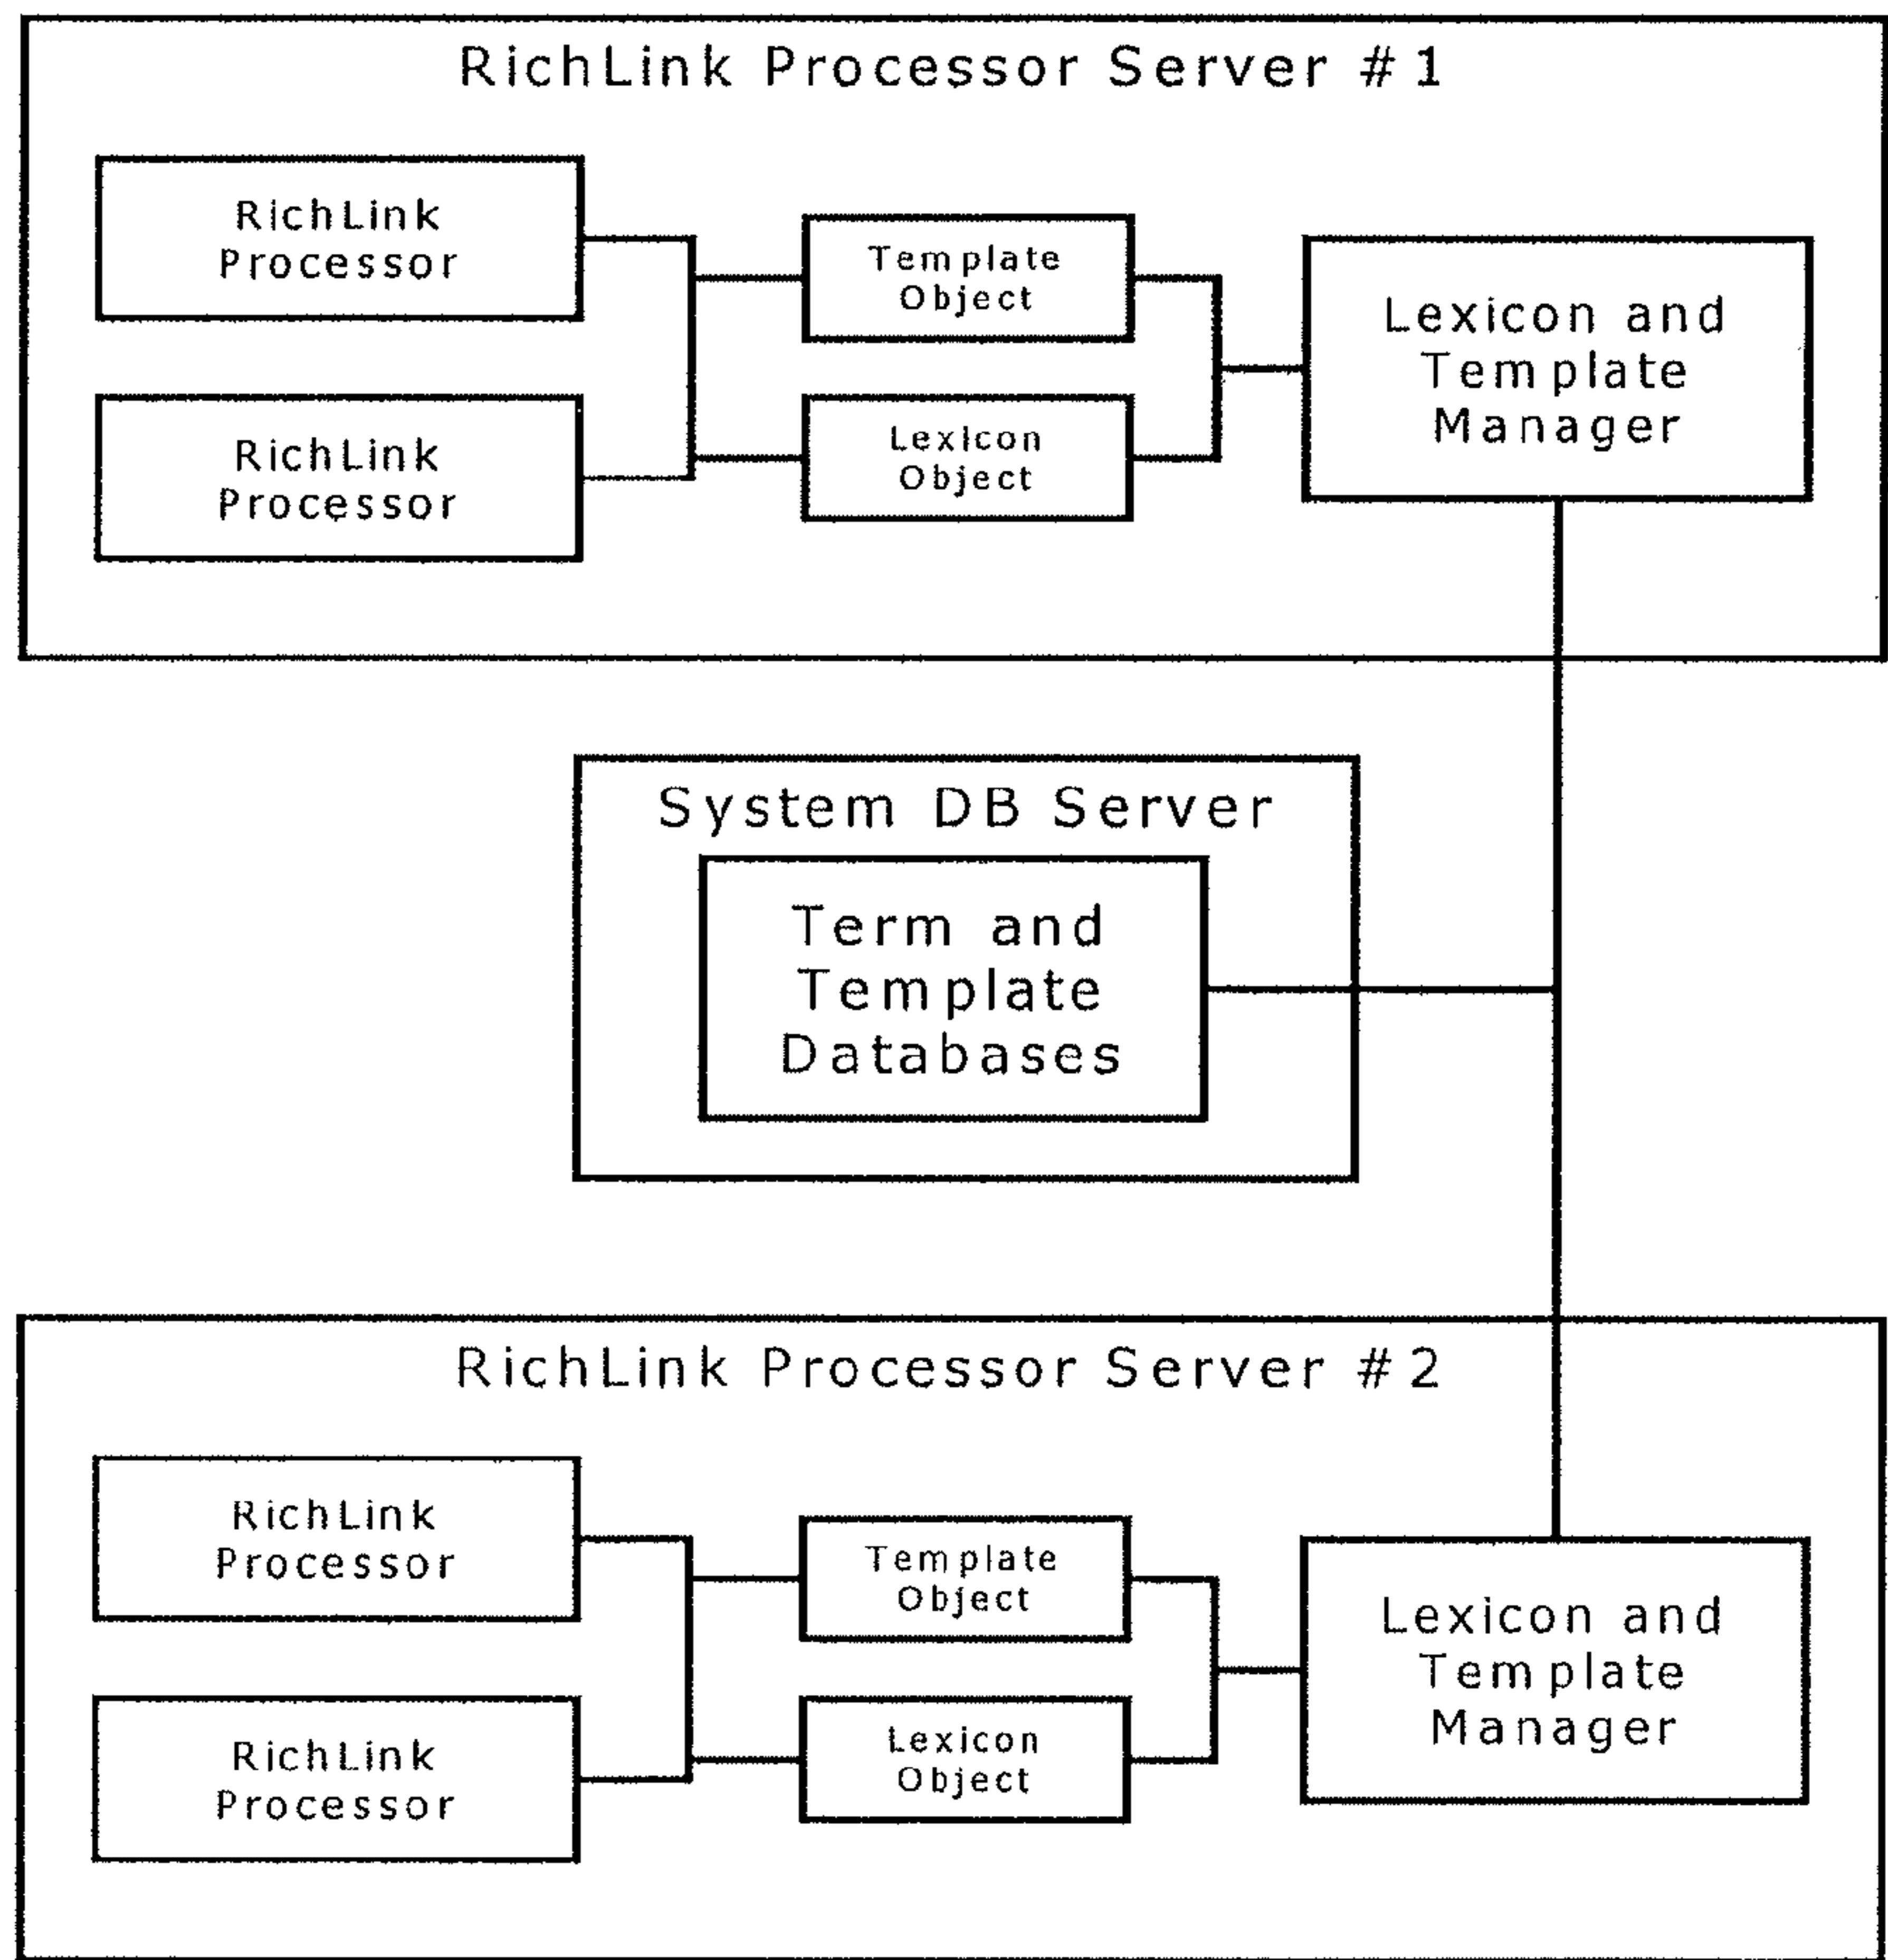 RichLink Processor Server #1
RichLink
Processor
Template
Object
Lexicon and
Template
Manager
RichLink
Processor
Lexicon
Object
System DB Server
Term and
Template
Databases
RichLink Processor Server #2
RichLink
Processor
Template
Object
Lexicon and
Template
Manager
RichLink
Processor
Lexicon
Object